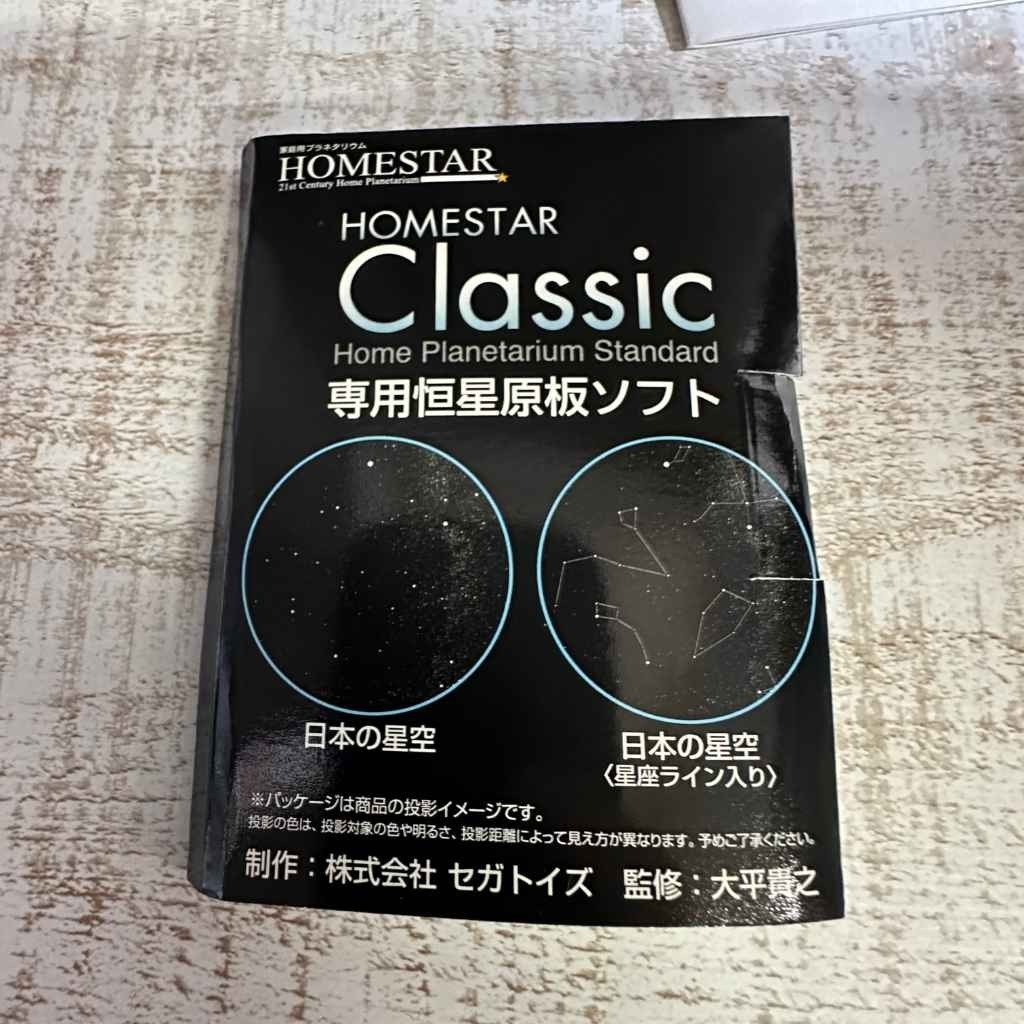 家庭用プラネタリウム
HOMESTAR
21st Century Home Planetarium
HOMESTAR
Classic
Home Planetarium Standard
専用恒星原板ソフト
日本の星空
日本の星空
〈星座ライン入り〉
※パッケージは商品の投影イメージです。
投影の色は、投影対象の色や明るさ、投影距離によって見え方が異なります。予めご了承ください。
制作：株式会社 セガトイズ 監修：大平貴之